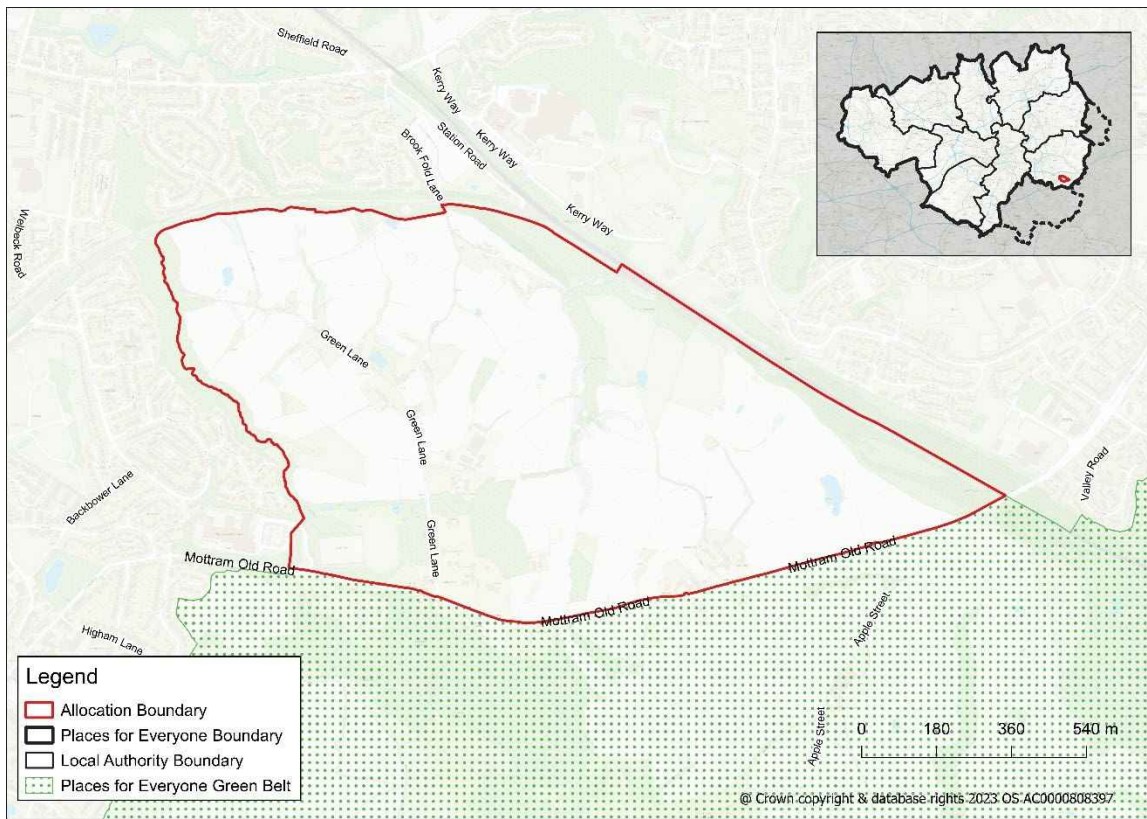 Sheffield Road
Kerry Way
Kerry Way
Station Road
Brook Fold Lane
Kerry Way
Welbeck Road
Green Lane
Green Lane
Green Lane
Backbower Lane
Valley Road
Mottram Old Road
Mottram Old Road
Mottram Old Road
Higham Lane
Apple Street
Apple Street
Legend
Allocation Boundary
Places for Everyone Boundary
Local Authority Boundary
Places for Everyone Green Belt
0 180 360 540 m
@ Crown copyright & database rights 2023 OS AC0000808397